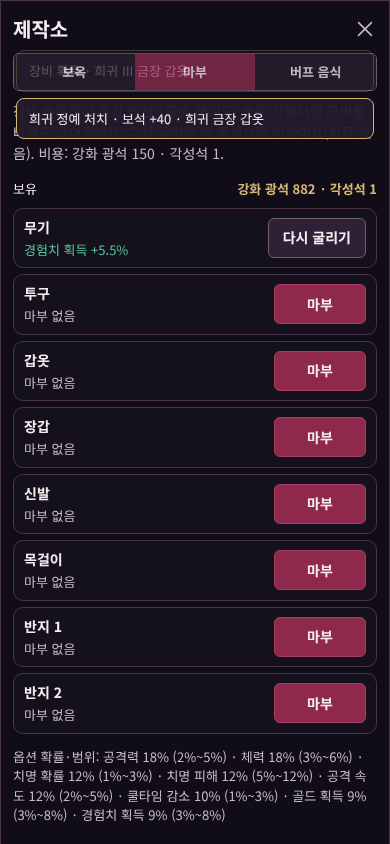 제작소
보옥
마부
버프 음식
희귀 정예 처치 · 보석 +40 · 희귀 금장 갑옷
음). 비용: 강화 광석 150 · 각성석 1.
보유
강화 광석 882 · 각성석 1
무기
경험치 획득 +5.5%
다시 굴리기
투구
마부 없음
마부
갑옷
마부 없음
마부
장갑
마부 없음
마부
신발
마부 없음
마부
목걸이
마부 없음
마부
반지 1
마부 없음
마부
반지 2
마부 없음
마부
옵션 확률·범위: 공격력 18% (2%~5%) · 체력 18% (3%~6%) ·
치명 확률 12% (1%~3%) · 치명 피해 12% (5%~12%) · 공격 속
도 12% (2%~5%) · 쿨타임 감소 10% (1%~3%) · 골드 획득 9%
(3%~8%) · 경험치 획득 9% (3%~8%)